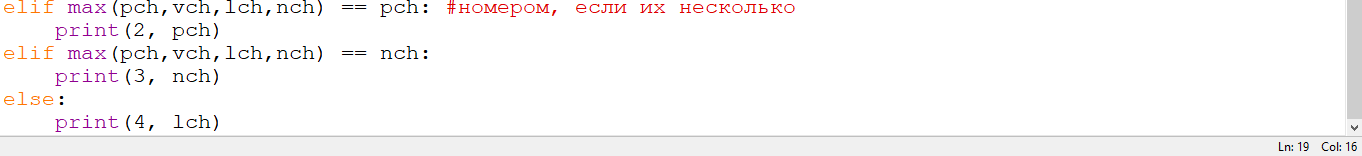 elif max(pch,vch,lch,nch) == pch: #номером, если их несколько
    print(2, pch)
elif max(pch,vch,lch,nch) == nch:
    print(3, nch)
else:
    print(4, lch)
Ln: 19 Col: 16